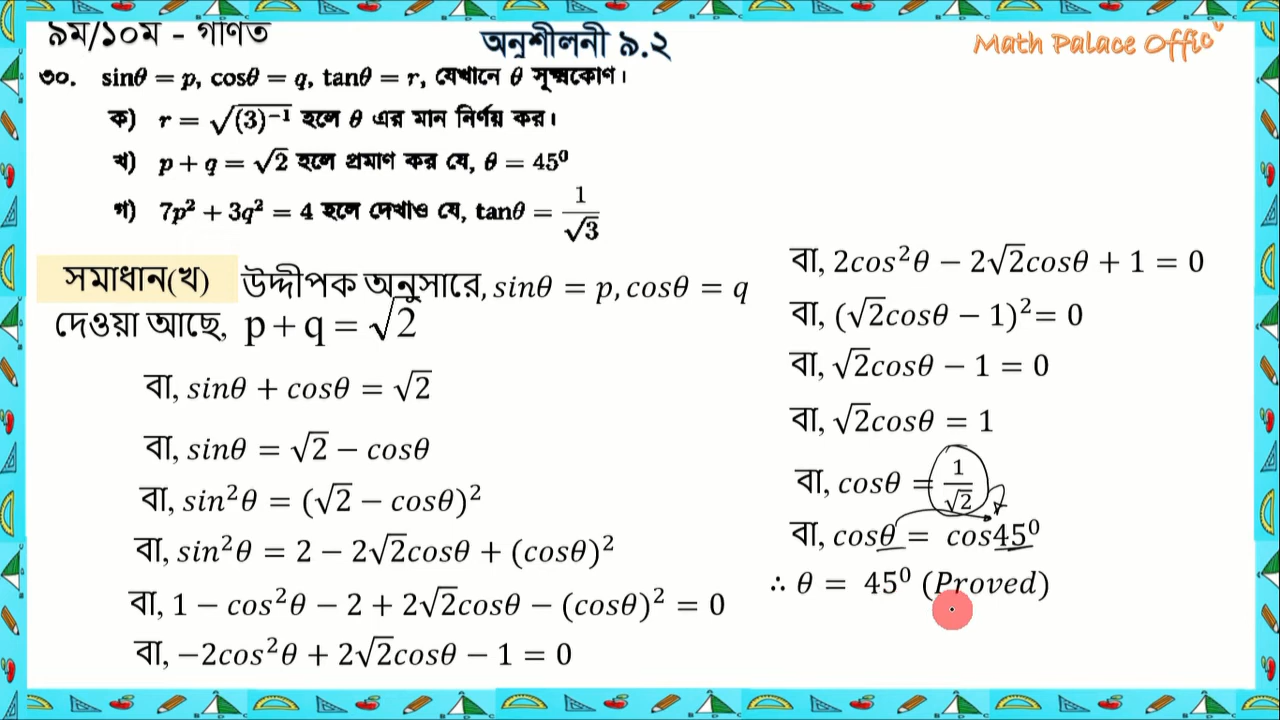 ৯ম/১০ম - গণিত
অনুশীলনী ৯.২
Math Palace Offic
৩০. sinθ = p, cosθ = q, tanθ = r, যেখানে θ সূক্ষ্মকোণ।
ক) r = √(3)⁻¹ হলে θ এর মান নির্ণয় কর।
খ) p + q = √2 হলে প্রমাণ কর যে, θ = 45⁰
গ) 7p² + 3q² = 4 হলে দেখাও যে, tanθ = 1/√3
সমাধান(খ) উদ্দীপক অনুসারে, sinθ = p, cosθ = q
দেওয়া আছে, p + q = √2
বা, sinθ + cosθ = √2
বা, sinθ = √2 − cosθ
বা, sin²θ = (√2 − cosθ)²
বা, sin²θ = 2 − 2√2cosθ + (cosθ)²
বা, 1 − cos²θ − 2 + 2√2cosθ − (cosθ)² = 0
বা, −2cos²θ + 2√2cosθ − 1 = 0
বা, 2cos²θ − 2√2cosθ + 1 = 0
বা, (√2cosθ − 1)² = 0
বা, √2cosθ − 1 = 0
বা, √2cosθ = 1
বা, cosθ = 1/√2
বা, cosθ = cos45⁰
∴ θ = 45⁰ (Proved)